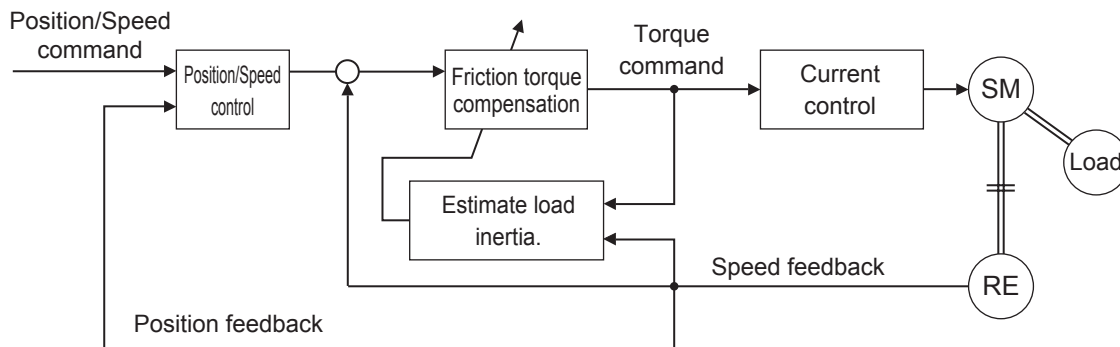 Position/Speed
command
Position/Speed
control
Friction torque
compensation
Torque
command
Current
control
SM
Load
Estimate load
inertia.
Speed feedback
RE
Position feedback